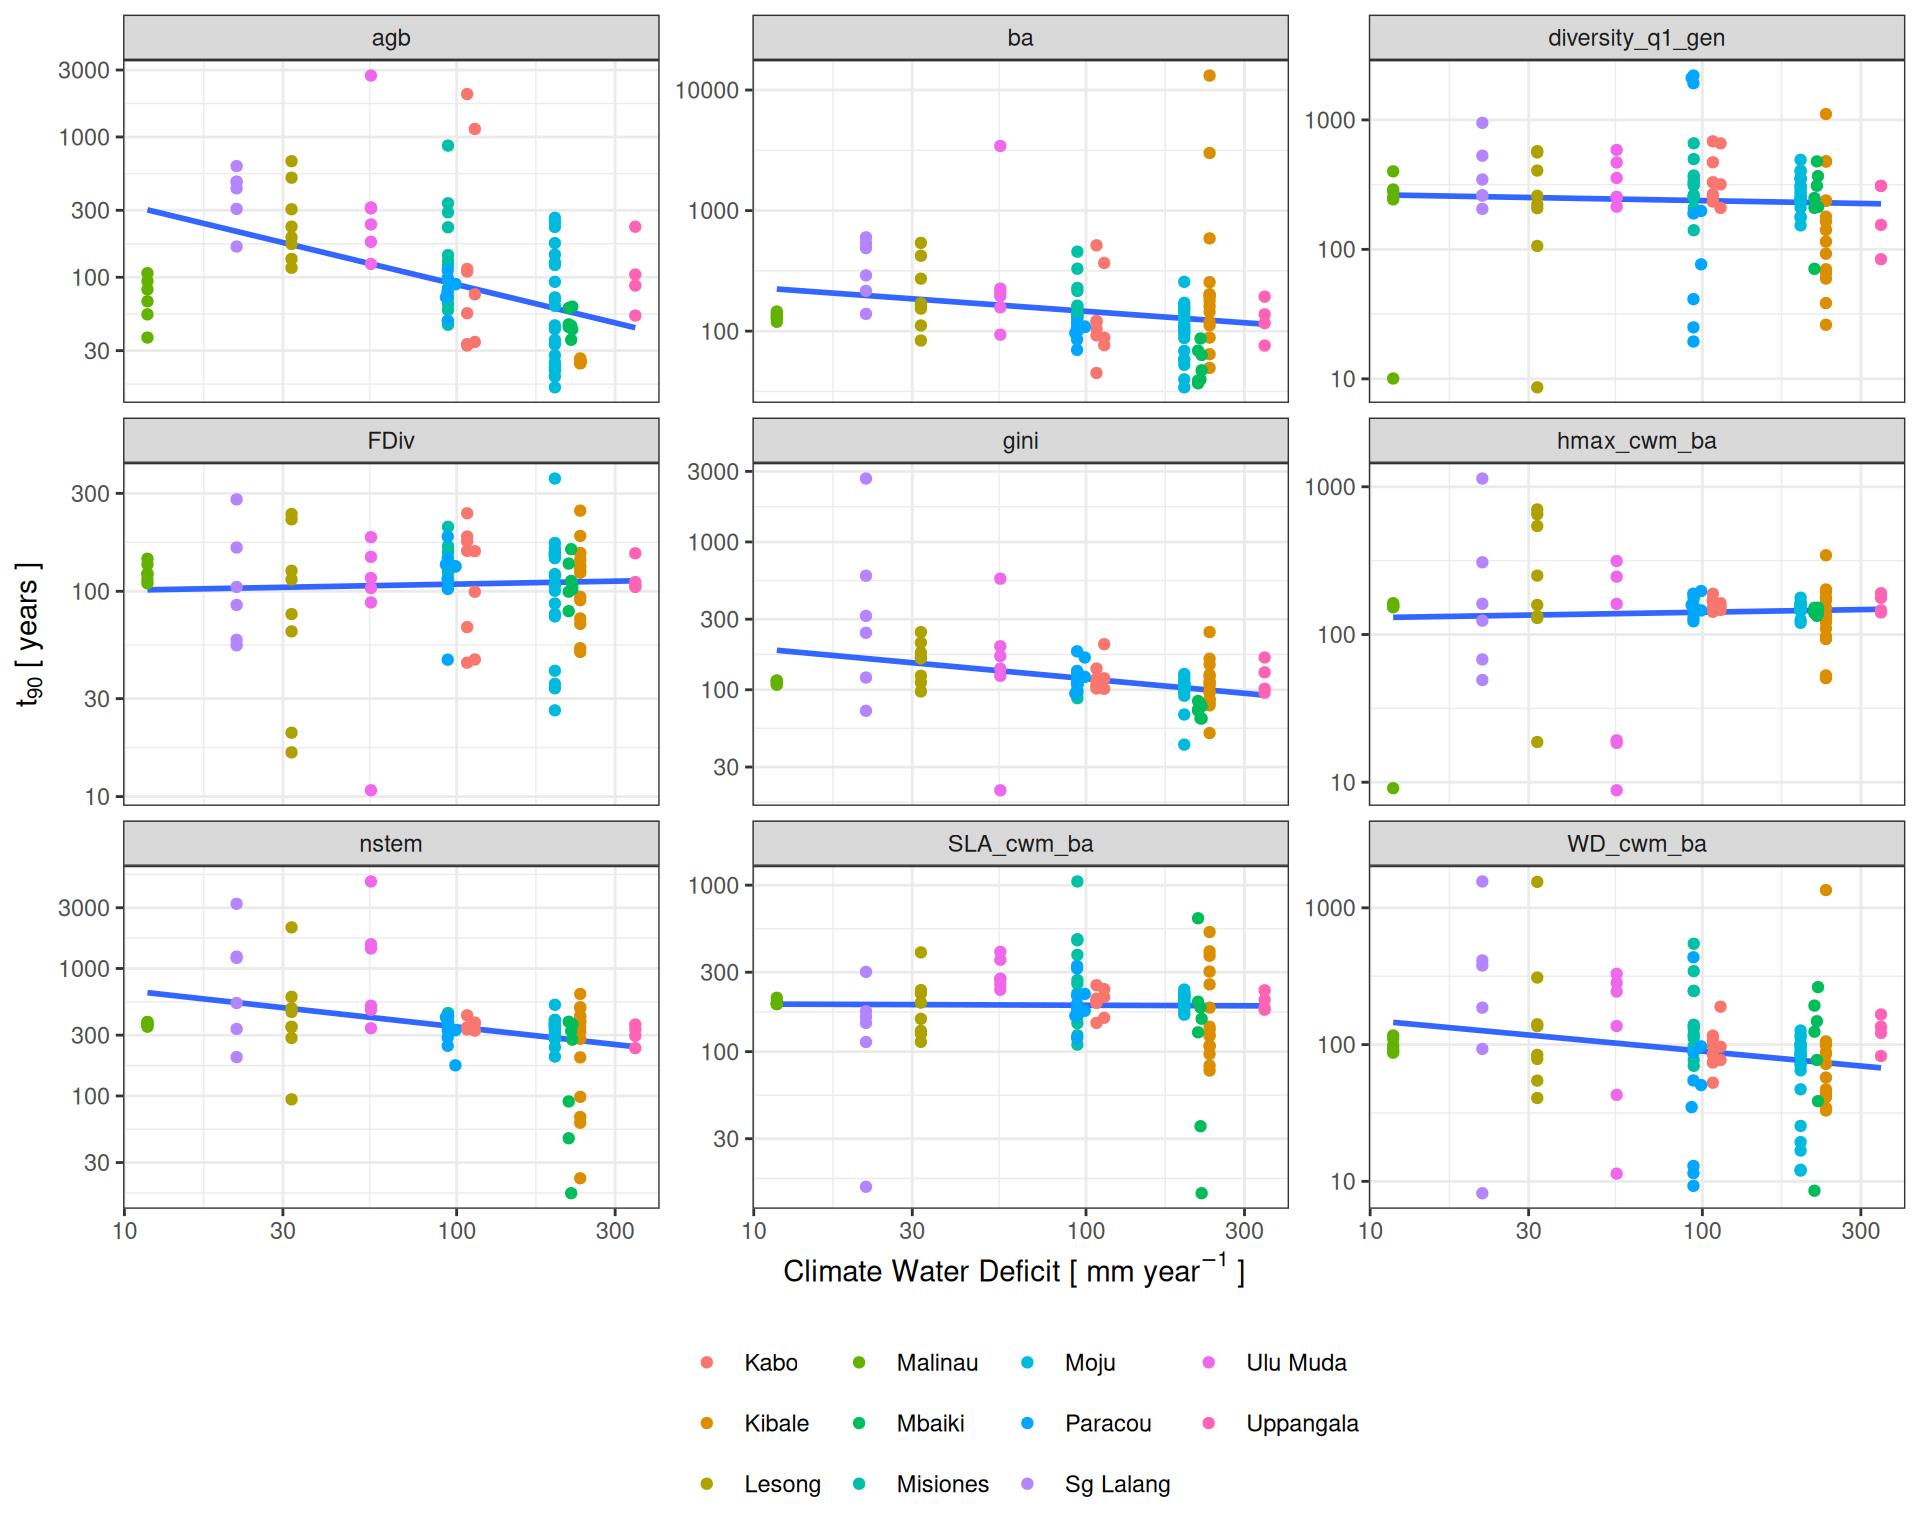 agb
ba
diversity_q1_gen
3000
1000
300
100
30
10000
1000
100
1000
100
10
FDiv
gini
hmax_cwm_ba
300
100
30
10
3000
1000
300
100
30
1000
100
10
t90 [ years ]
nstem
SLA_cwm_ba
WD_cwm_ba
3000
1000
300
100
30
1000
300
100
30
1000
100
10
10 30 100 300
10 30 100 300
10 30 100 300
Climate Water Deficit [ mm year−1 ]
Kabo Malinau Moju Ulu Muda
Kibale Mbaiki Paracou Uppangala
Lesong Misiones Sg Lalang